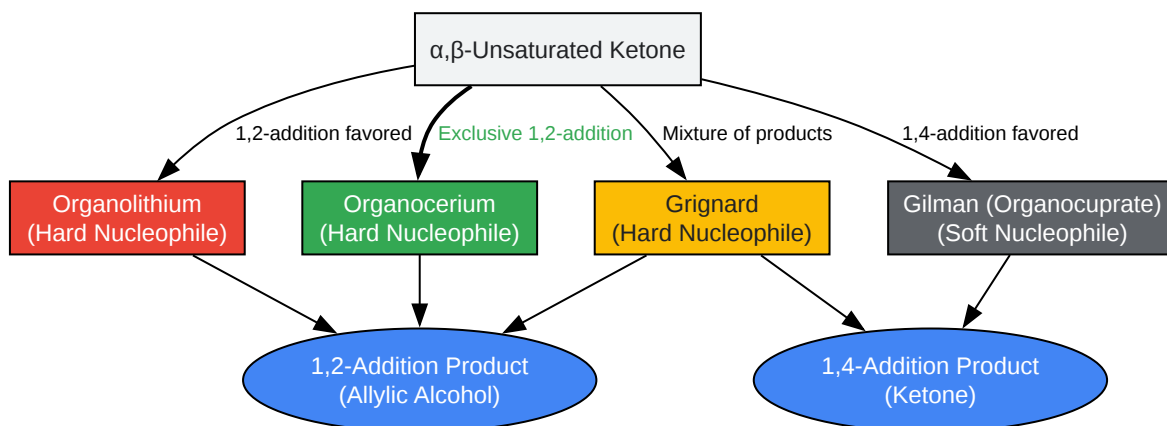 α,β-Unsaturated Ketone
1,2-addition favored
Exclusive 1,2-addition
Mixture of products
1,4-addition favored
Organolithium
(Hard Nucleophile)
Organocerium
(Hard Nucleophile)
Grignard
(Hard Nucleophile)
Gilman (Organocuprate)
(Soft Nucleophile)
1,2-Addition Product
(Allylic Alcohol)
1,4-Addition Product
(Ketone)